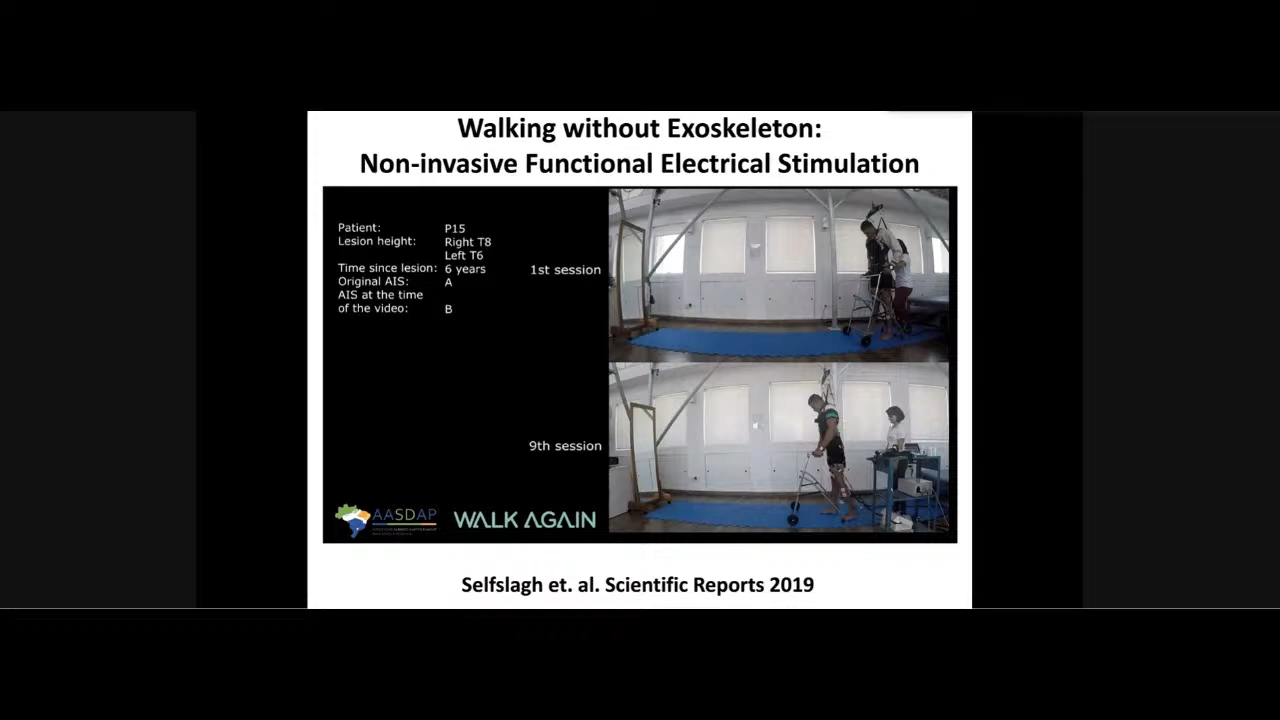 Walking without Exoskeleton:
Non-invasive Functional Electrical Stimulation
Patient: P15
Lesion height: Right T8
Left T6
Time since lesion: 6 years
Original AIS: A
AIS at the time
of the video: B
1st session
9th session
AASDAP
WALK AGAIN
Selfslagh et. al. Scientific Reports 2019